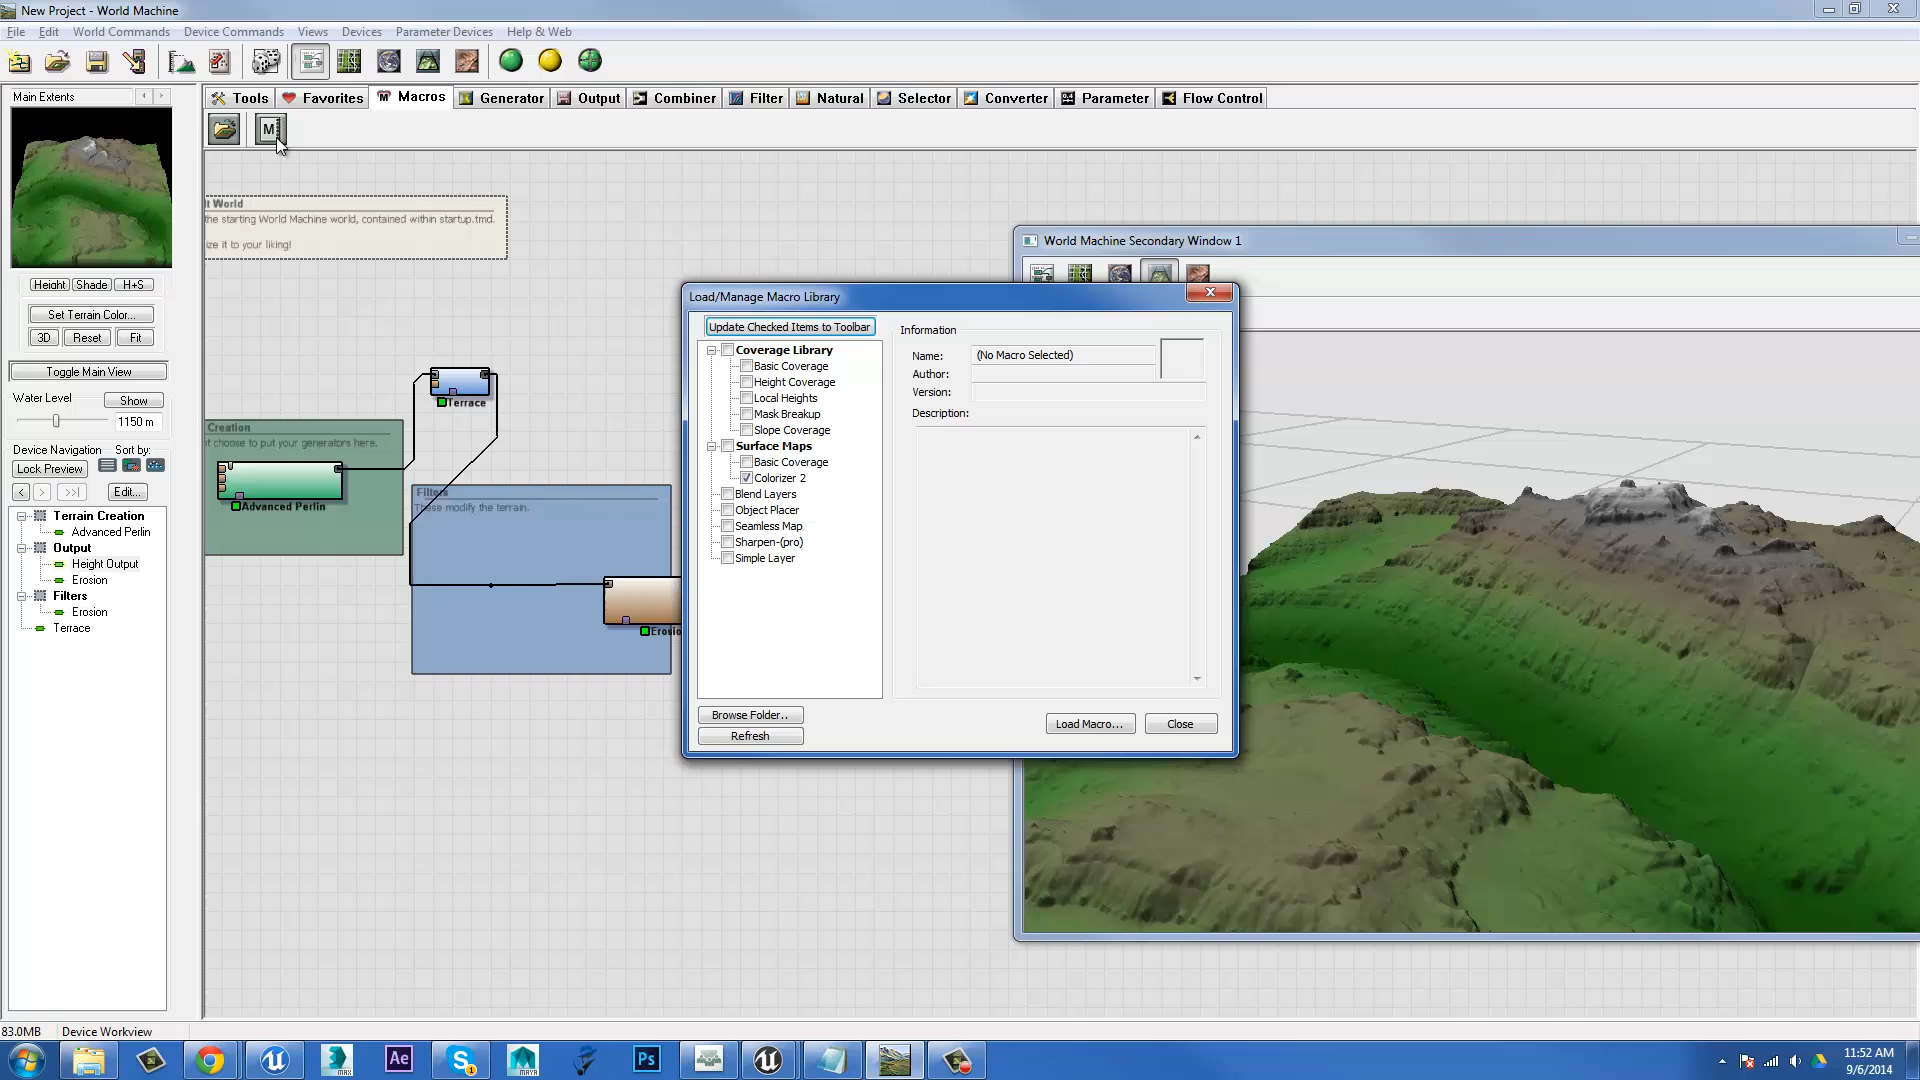 New Project - World Machine
File Edit World Commands Device Commands Views Devices Parameter Devices Help & Web
Main Extents
Tools Favorites Macros Generator Output Combiner Filter Natural Selector Converter Parameter Flow Control
M
lt World
the starting World Machine world, contained within startup.tmd.
ize it to your liking!
World Machine Secondary Window 1
Height Shade H+S
Set Terrain Color...
3D Reset Fit
Toggle Main View
Water Level Show
1150 m
Device Navigation Sort by:
Lock Preview
< > >>| Edit...
Terrain Creation
Advanced Perlin
Output
Height Output
Erosion
Filters
Erosion
Terrace
Terrace
Creation
t choose to put your generators here.
Advanced Perlin
Filters
These modify the terrain.
Erosio
Load/Manage Macro Library
Update Checked Items to Toolbar
Coverage Library
Basic Coverage
Height Coverage
Local Heights
Mask Breakup
Slope Coverage
Surface Maps
Basic Coverage
Colorizer 2
Blend Layers
Object Placer
Seamless Map
Sharpen-(pro)
Simple Layer
Information
Name: (No Macro Selected)
Author:
Version:
Description:
Browse Folder..
Refresh
Load Macro...
Close
83.0MB Device Workview
MAX
Ae
S
1
MAYA
Ps
11:52 AM
9/6/2014